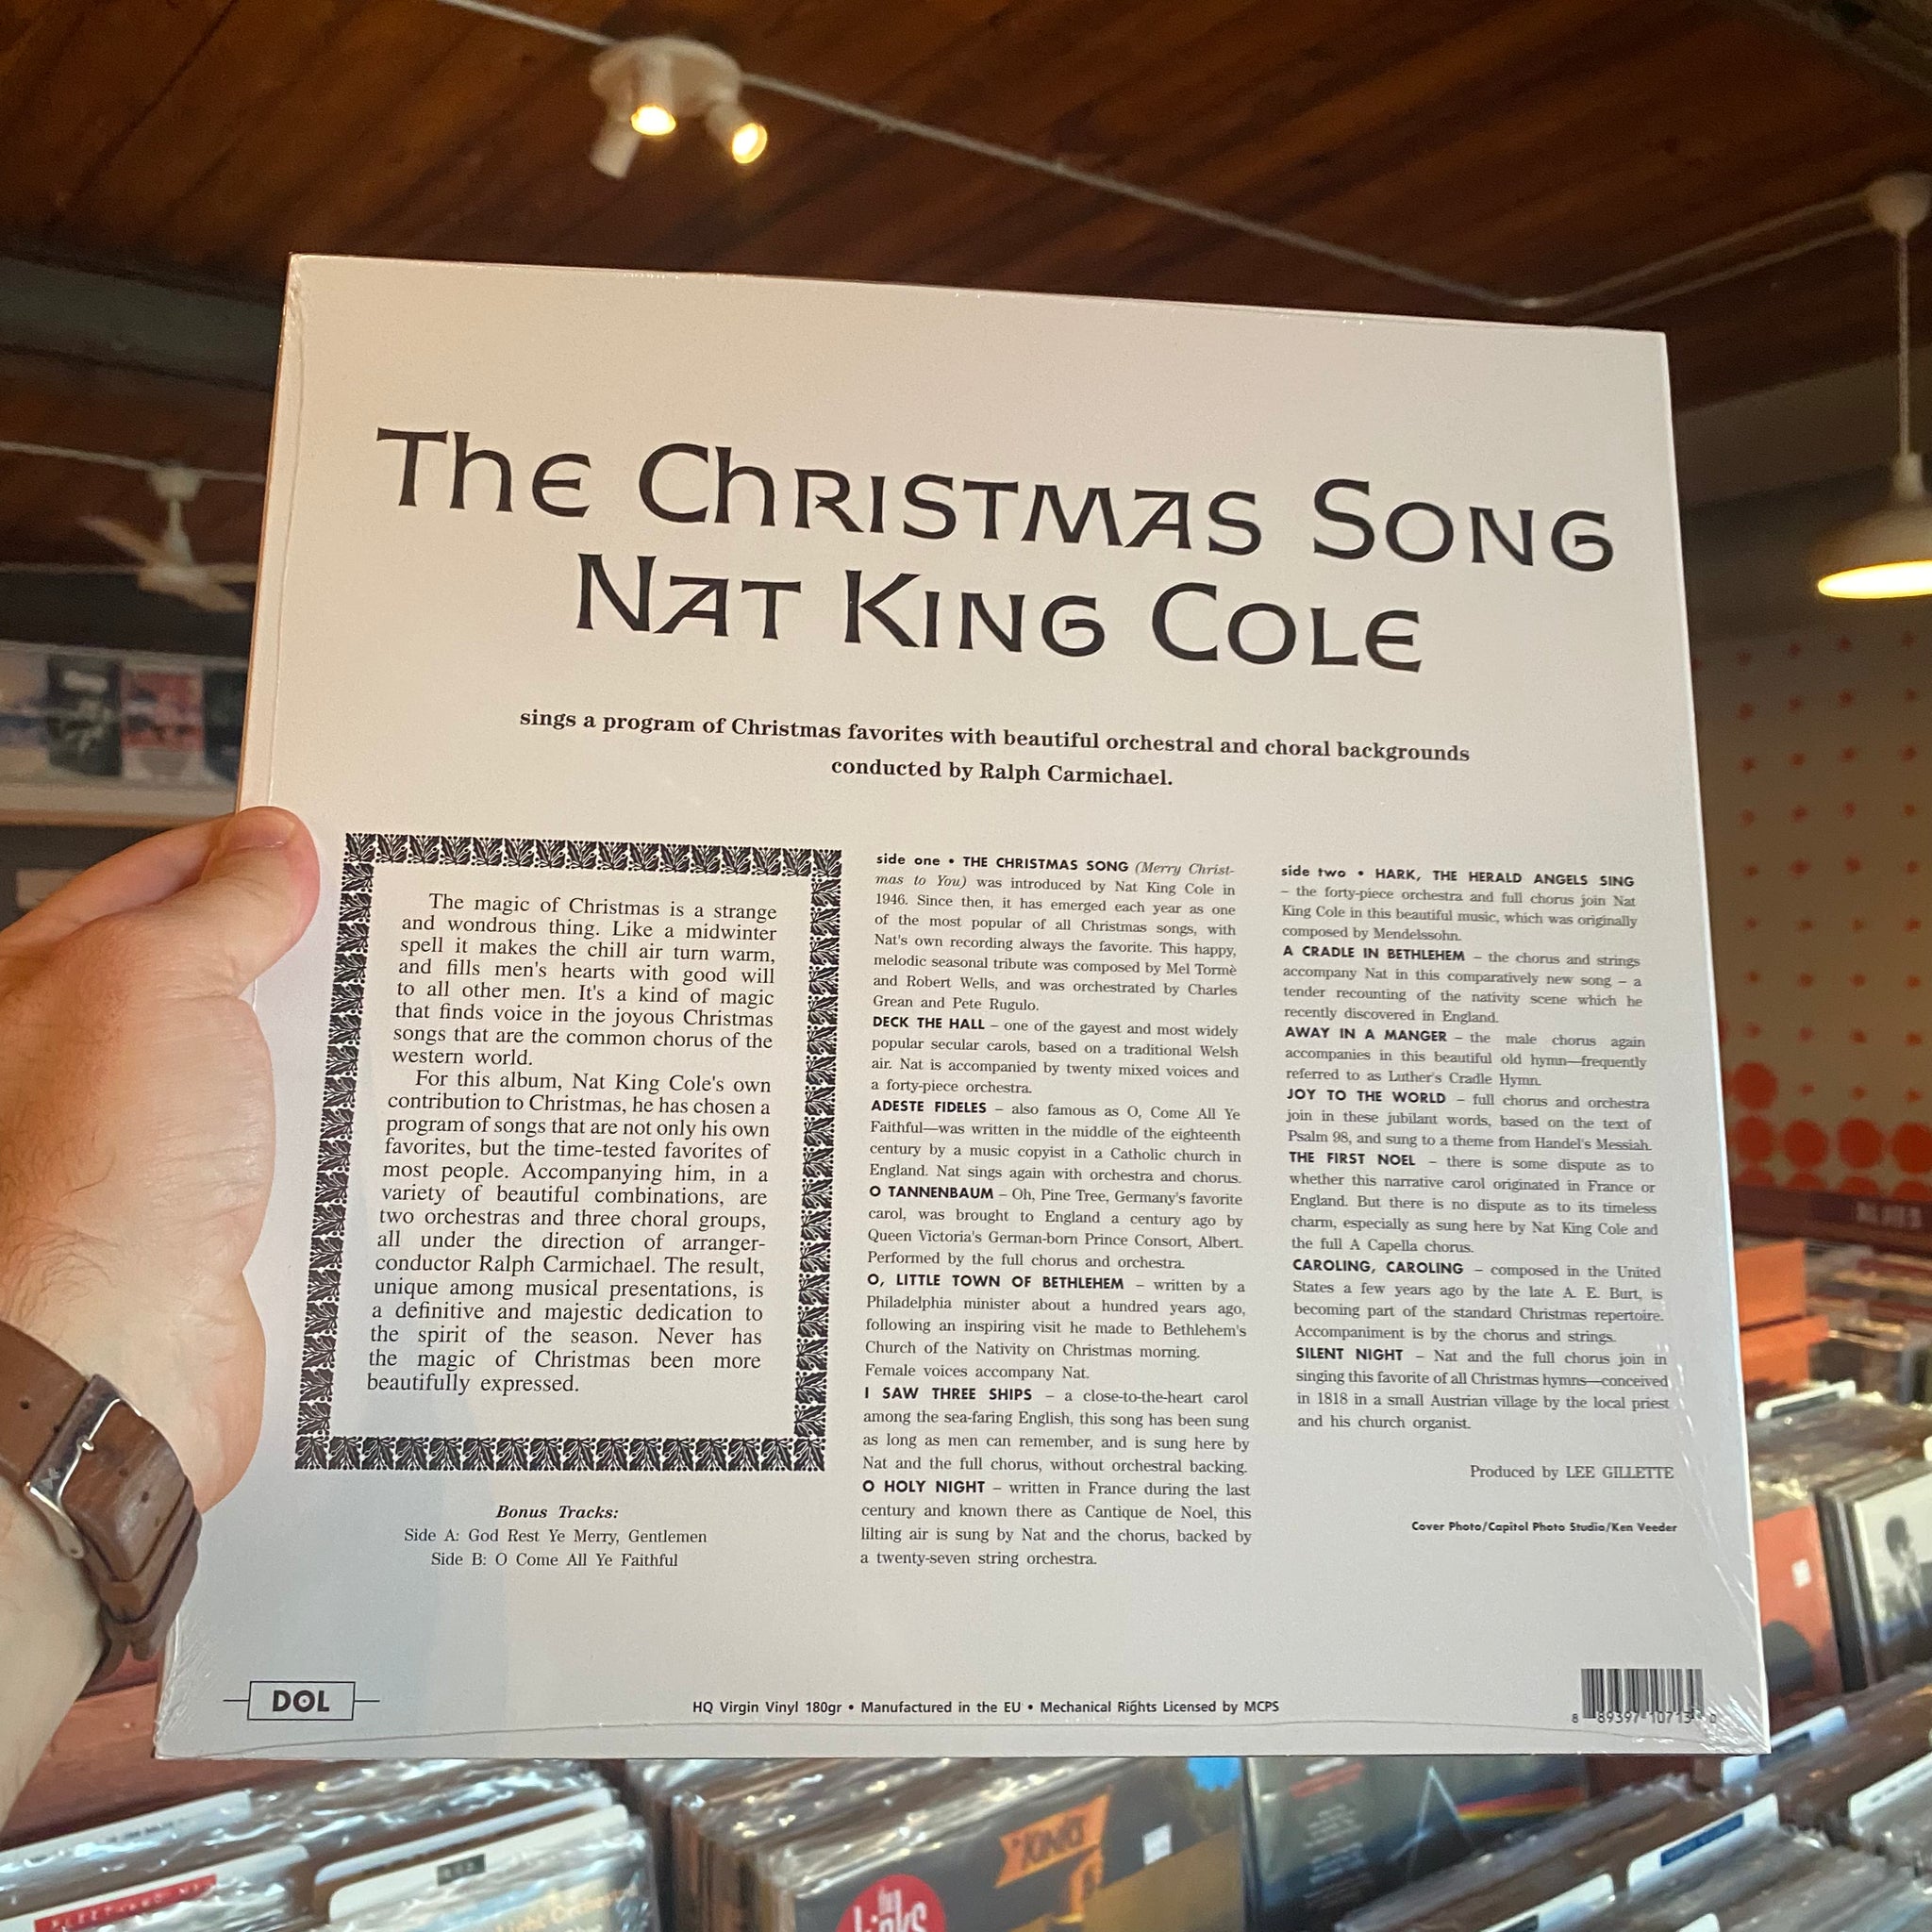 The Christmas Song
Nat King Cole
sings a program of Christmas favorites with beautiful orchestral and choral backgrounds
conducted by Ralph Carmichael.
The magic of Christmas is a strange
and wondrous thing. Like a midwinter
spell it makes the chill air turn warm,
and fills men's hearts with good will
to all other men. It's a kind of magic
that finds voice in the joyous Christmas
songs that are the common chorus of the
western world.
For this album, Nat King Cole's own
contribution to Christmas, he has chosen a
program of songs that are not only his own
favorites, but the time-tested favorites of
most people. Accompanying him, in a
variety of beautiful combinations, are
two orchestras and three choral groups,
all under the direction of arranger-
conductor Ralph Carmichael. The result,
unique among musical presentations, is
a definitive and majestic dedication to
the spirit of the season. Never has
the magic of Christmas been more
beautifully expressed.
Bonus Tracks:
Side A: God Rest Ye Merry, Gentlemen
Side B: O Come All Ye Faithful
side one • THE CHRISTMAS SONG (Merry Christ-
mas to You) was introduced by Nat King Cole in
1946. Since then, it has emerged each year as one
of the most popular of all Christmas songs, with
Nat's own recording always the favorite. This happy,
melodic seasonal tribute was composed by Mel Tormè
and Robert Wells, and was orchestrated by Charles
Grean and Pete Rugulo.
DECK THE HALL – one of the gayest and most widely
popular secular carols, based on a traditional Welsh
air. Nat is accompanied by twenty mixed voices and
a forty-piece orchestra.
ADESTE FIDELES – also famous as O, Come All Ye
Faithful—was written in the middle of the eighteenth
century by a music copyist in a Catholic church in
England. Nat sings again with orchestra and chorus.
O TANNENBAUM – Oh, Pine Tree, Germany's favorite
carol, was brought to England a century ago by
Queen Victoria's German-born Prince Consort, Albert.
Performed by the full chorus and orchestra.
O, LITTLE TOWN OF BETHLEHEM – written by a
Philadelphia minister about a hundred years ago,
following an inspiring visit he made to Bethlehem's
Church of the Nativity on Christmas morning.
Female voices accompany Nat.
I SAW THREE SHIPS – a close-to-the-heart carol
among the sea-faring English, this song has been sung
as long as men can remember, and is sung here by
Nat and the full chorus, without orchestral backing.
O HOLY NIGHT – written in France during the last
century and known there as Cantique de Noel, this
lilting air is sung by Nat and the chorus, backed by
a twenty-seven string orchestra.
side two • HARK, THE HERALD ANGELS SING
– the forty-piece orchestra and full chorus join Nat
King Cole in this beautiful music, which was originally
composed by Mendelssohn.
A CRADLE IN BETHLEHEM – the chorus and strings
accompany Nat in this comparatively new song – a
tender recounting of the nativity scene which he
recently discovered in England.
AWAY IN A MANGER – the male chorus again
accompanies in this beautiful old hymn—frequently
referred to as Luther's Cradle Hymn.
JOY TO THE WORLD – full chorus and orchestra
join in these jubilant words, based on the text of
Psalm 98, and sung to a theme from Handel's Messiah.
THE FIRST NOEL – there is some dispute as to
whether this narrative carol originated in France or
England. But there is no dispute as to its timeless
charm, especially as sung here by Nat King Cole and
the full A Capella chorus.
CAROLING, CAROLING – composed in the United
States a few years ago by the late A. E. Burt, is
becoming part of the standard Christmas repertoire.
Accompaniment is by the chorus and strings.
SILENT NIGHT – Nat and the full chorus join in
singing this favorite of all Christmas hymns—conceived
in 1818 in a small Austrian village by the local priest
and his church organist.
Produced by LEE GILLETTE
Cover Photo/Capitol Photo Studio/Ken Veeder
DOL
HQ Virgin Vinyl 180gr • Manufactured in the EU • Mechanical Rights Licensed by MCPS
KINKS
the Kinks